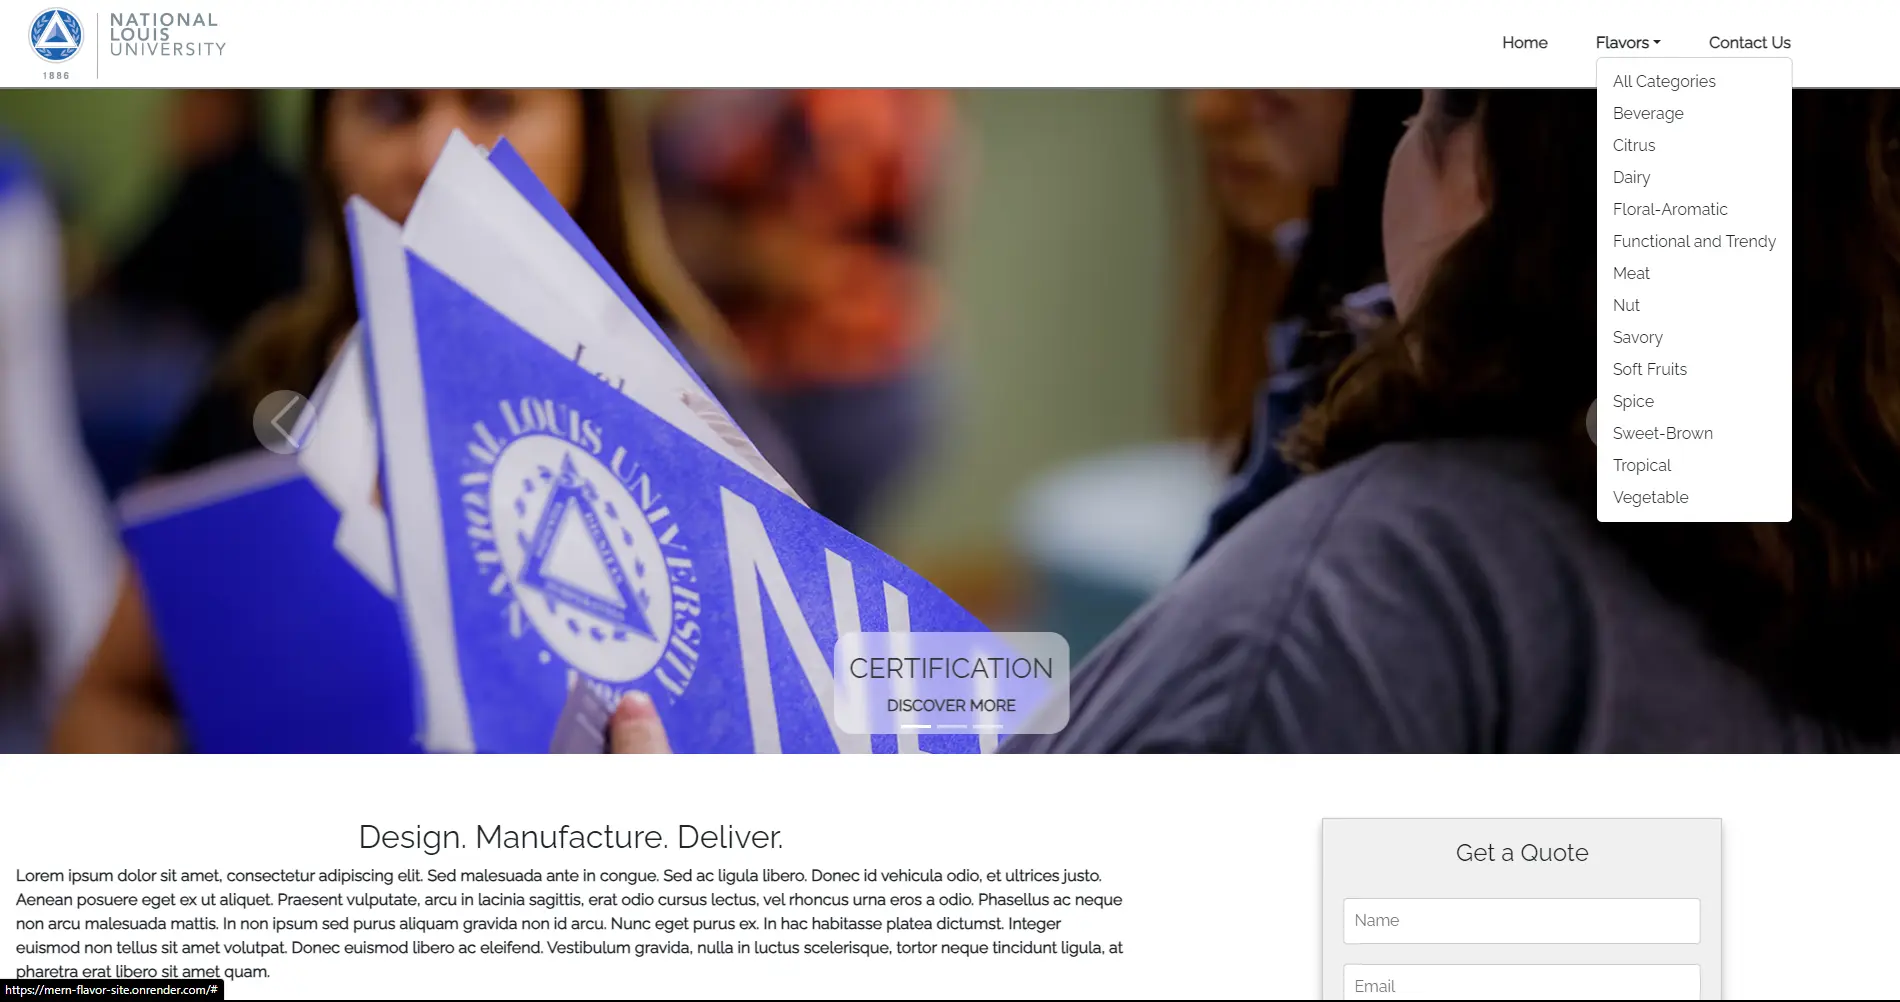 NATIONAL
LOUIS
UNIVERSITY
1886
Home
Flavors
Contact Us
All Categories
Beverage
Citrus
Dairy
Floral-Aromatic
Functional and Trendy
Meat
Nut
Savory
Soft Fruits
Spice
Sweet-Brown
Tropical
Vegetable
LOUIS UNIVERSITY
CERTIFICATION
DISCOVER MORE
Design. Manufacture. Deliver.
Lorem ipsum dolor sit amet, consectetur adipiscing elit. Sed malesuada ante in congue. Sed ac ligula libero. Donec id vehicula odio, et ultrices justo.
Aenean posuere eget ex ut aliquet. Praesent vulputate, arcu in lacinia sagittis, erat odio cursus lectus, vel rhoncus urna eros a odio. Phasellus ac neque
non arcu malesuada mattis. In non ipsum sed purus aliquam gravida non id arcu. Nunc eget purus ex. In hac habitasse platea dictumst. Integer
euismod non tellus sit amet volutpat. Donec euismod libero ac eleifend. Vestibulum gravida, nulla in luctus scelerisque, tortor neque tincidunt ligula, at
pharetra erat libero sit amet quam.
Get a Quote
Name
Email
https://mern-flavor-site.onrender.com/#